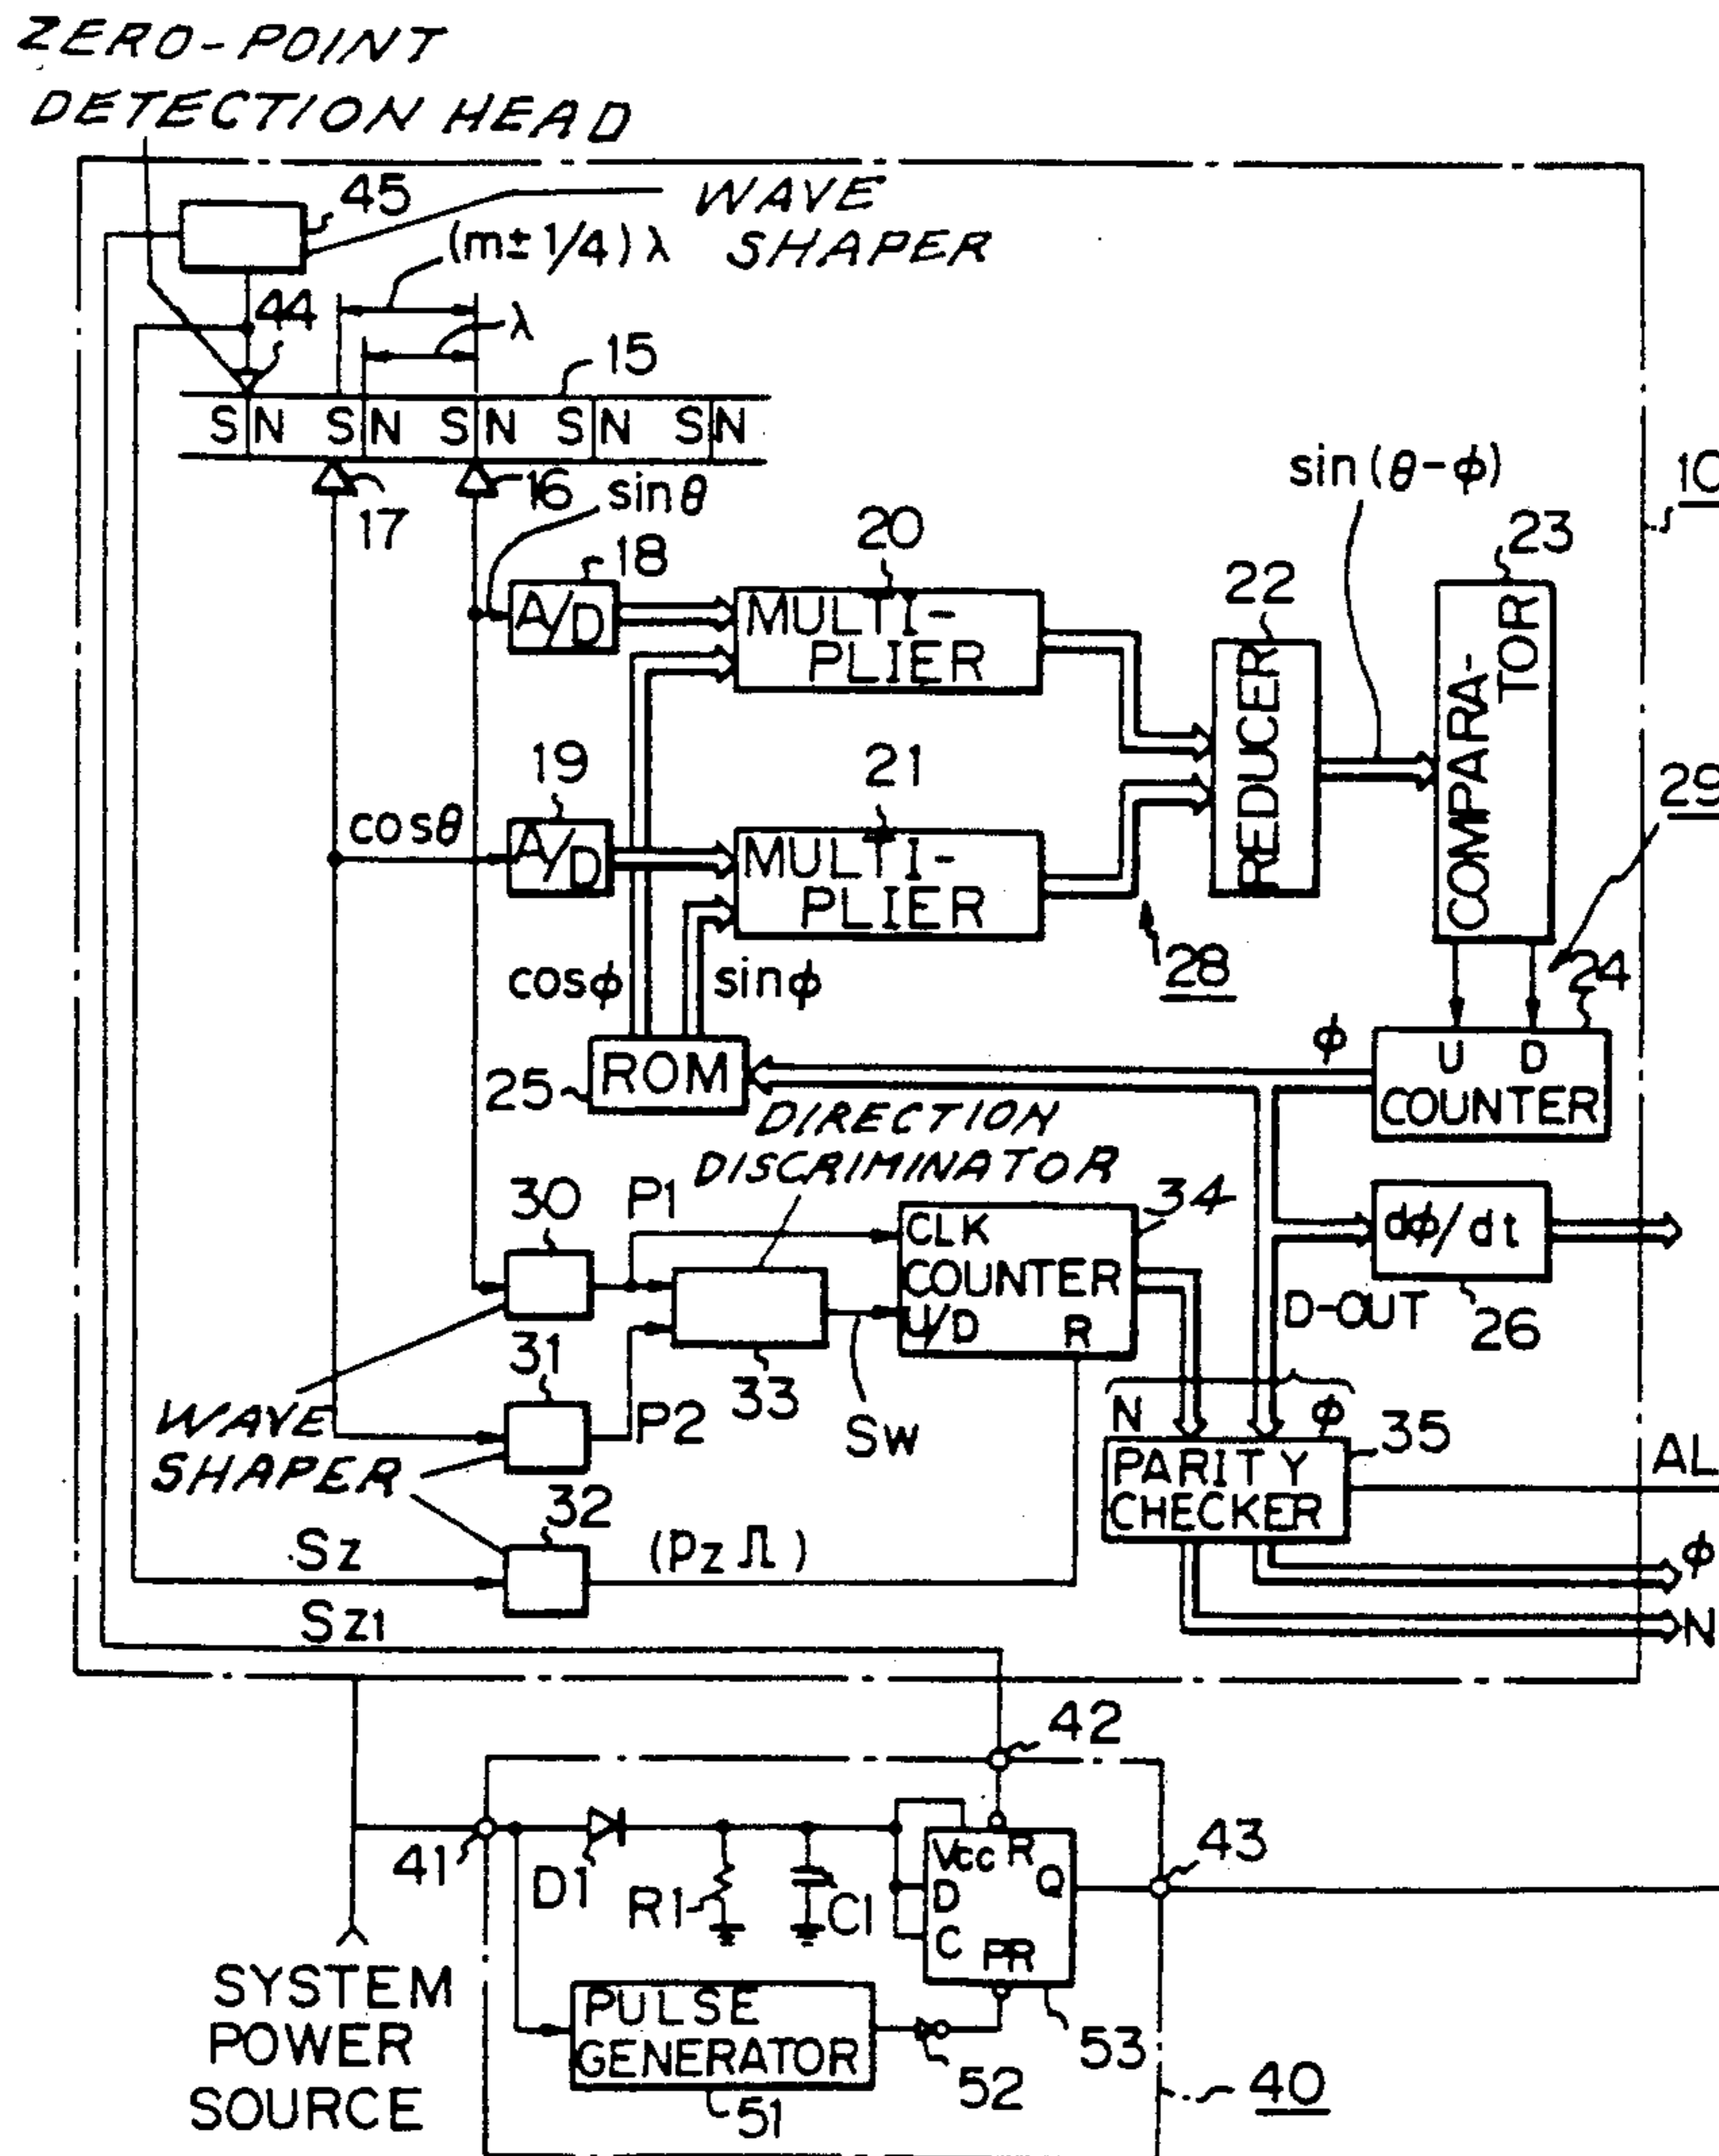 ZERO-POINT
DETECTION HEAD
45
WAVE
SHAPER
(m±1/4)λ
44
λ
15
S N S N S N S N S N
17
16
sinθ
sin(θ-ϕ)
10
18
A/D
20
MULTI-
PLIER
22
REDUCER
23
COMPARA-
TOR
29
cosθ
19
A/D
21
MULTI-
PLIER
28
24
cosϕ
sinϕ
25
ROM
ϕ
U D
COUNTER
DIRECTION
DISCRIMINATOR
30
P1
34
CLK
COUNTER
U/D R
dϕ/dt
26
D-OUT
31
33
Sw
P2
WAVE
SHAPER
N
ϕ
35
PARITY
CHECKER
AL
32
Sz
(Pz ⎍)
ϕ
Sz1
N
42
41
D1
R1
C1
Vcc R
D Q
C PR
43
53
SYSTEM
POWER
SOURCE
PULSE
GENERATOR
51
52
40